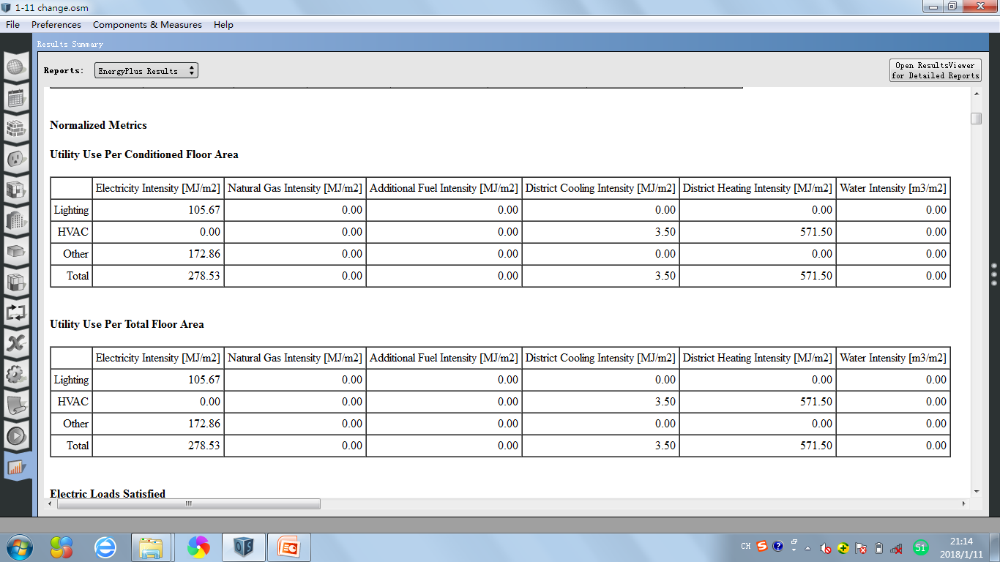 1-11 change.osm
File Preferences Components & Measures Help
Results Summary
Reports: EnergyPlus Results
Open ResultsViewer
for Detailed Reports
Normalized Metrics
Utility Use Per Conditioned Floor Area
Electricity Intensity [MJ/m2] Natural Gas Intensity [MJ/m2] Additional Fuel Intensity [MJ/m2] District Cooling Intensity [MJ/m2] District Heating Intensity [MJ/m2] Water Intensity [m3/m2]
Lighting 105.67 0.00 0.00 0.00 0.00 0.00
HVAC 0.00 0.00 0.00 3.50 571.50 0.00
Other 172.86 0.00 0.00 0.00 0.00 0.00
Total 278.53 0.00 0.00 3.50 571.50 0.00
Utility Use Per Total Floor Area
Electricity Intensity [MJ/m2] Natural Gas Intensity [MJ/m2] Additional Fuel Intensity [MJ/m2] District Cooling Intensity [MJ/m2] District Heating Intensity [MJ/m2] Water Intensity [m3/m2]
Lighting 105.67 0.00 0.00 0.00 0.00 0.00
HVAC 0.00 0.00 0.00 3.50 571.50 0.00
Other 172.86 0.00 0.00 0.00 0.00 0.00
Total 278.53 0.00 0.00 3.50 571.50 0.00
Electric Loads Satisfied
CH 51 21:14
2018/1/11